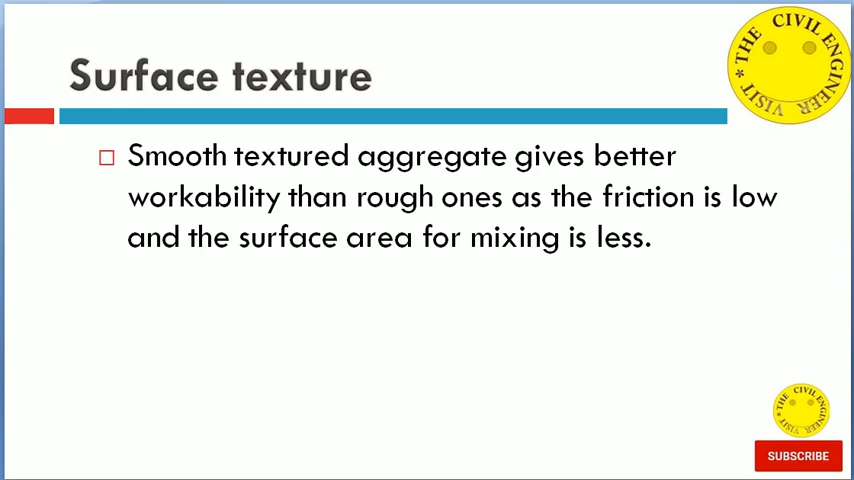 THE CIVIL ENGINEER VISIT *
Surface texture
Smooth textured aggregate gives better
workability than rough ones as the friction is low
and the surface area for mixing is less.
THE CIVIL ENGINEER VISIT *
SUBSCRIBE